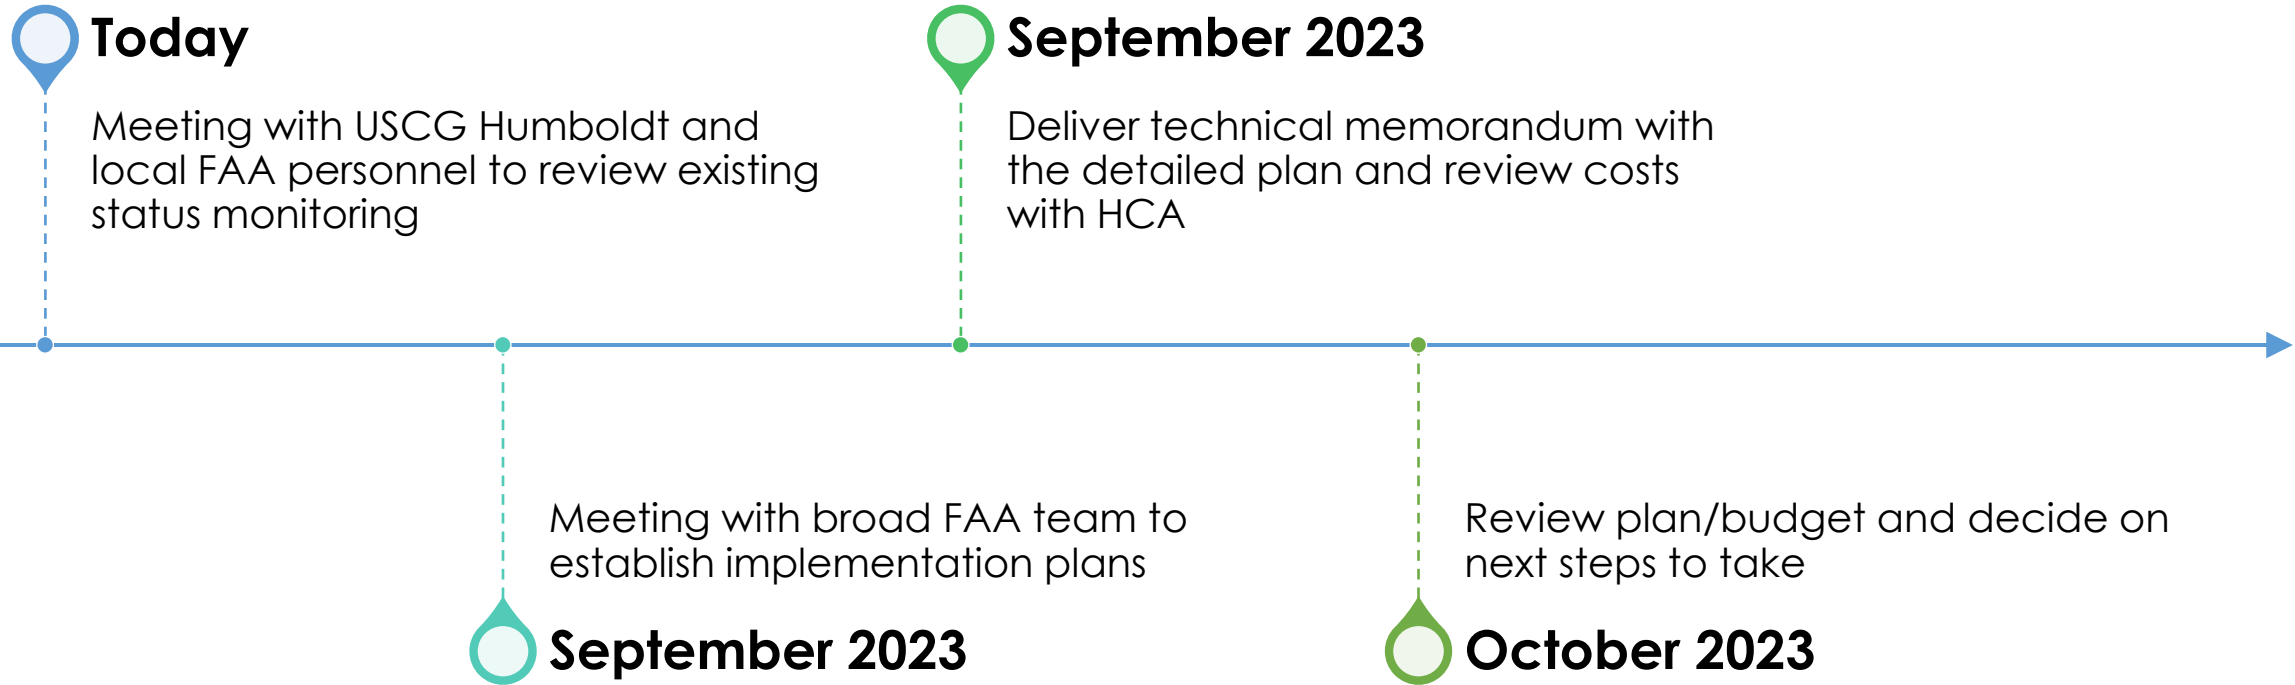 Today
Meeting with USCG Humboldt and
local FAA personnel to review existing
status monitoring
September 2023
Deliver technical memorandum with
the detailed plan and review costs
with HCA
Meeting with broad FAA team to
establish implementation plans
September 2023
Review plan/budget and decide on
next steps to take
October 2023